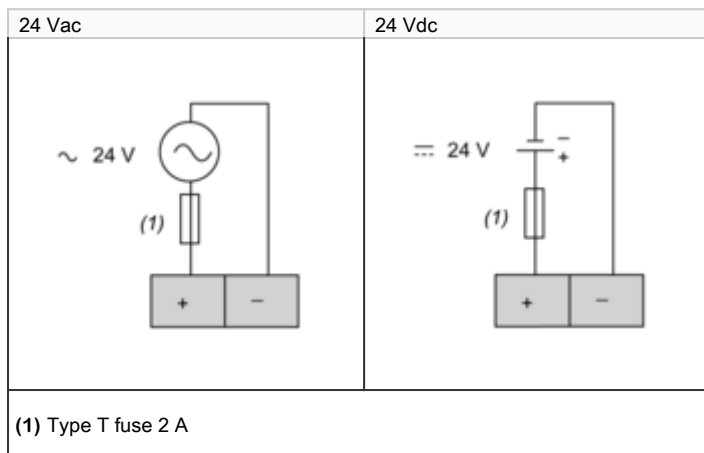 24 Vac
24 Vdc
~ 24 V
(1)
+ −
⎓ 24 V
−
+
(1)
+ −
(1) Type T fuse 2 A